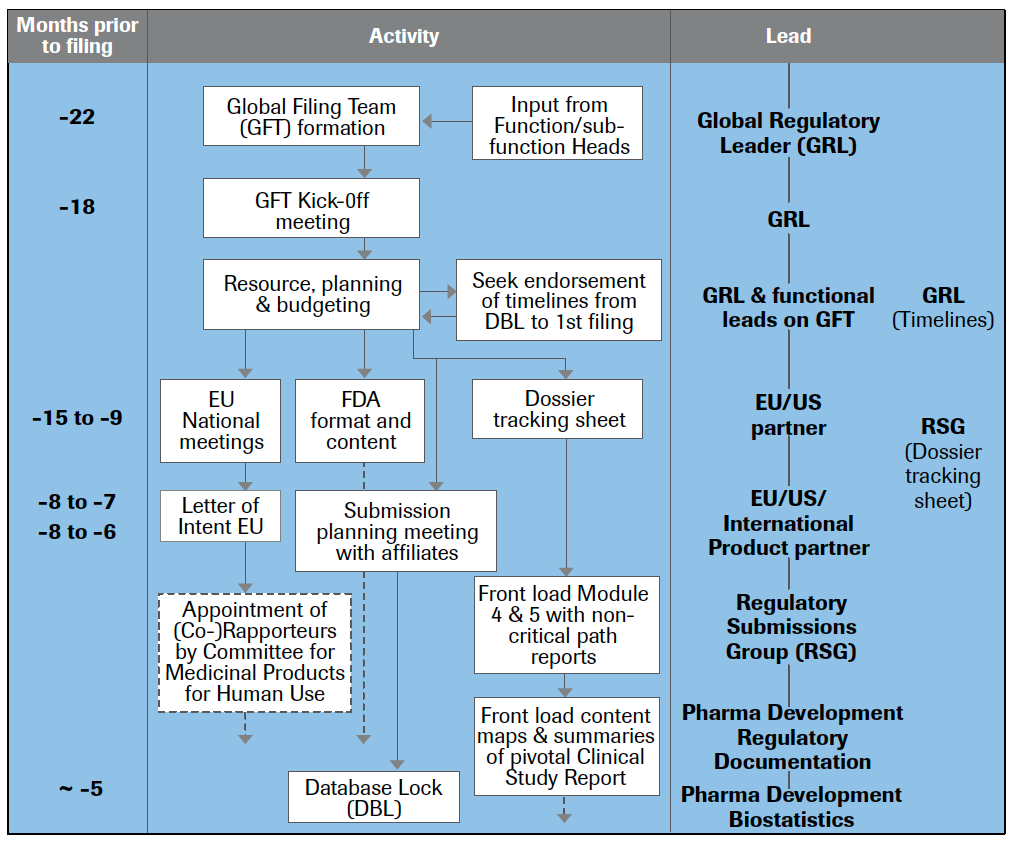 Months prior
to filing
Activity
Lead
-22
Global Filing Team
(GFT) formation
Input from
Function/sub-
function Heads
Global Regulatory
Leader (GRL)
-18
GFT Kick-0ff
meeting
GRL
Resource, planning
& budgeting
Seek endorsement
of timelines from
DBL to 1st filing
GRL & functional
leads on GFT
GRL
(Timelines)
-15 to -9
EU
National
meetings
FDA
format and
content
Dossier
tracking sheet
EU/US
partner
RSG
(Dossier
tracking
sheet)
-8 to -7
-8 to -6
Letter of
Intent EU
Submission
planning meeting
with affiliates
EU/US/
International
Product partner
Appointment of
(Co-)Rapporteurs
by Committee for
Medicinal Products
for Human Use
Front load Module
4 & 5 with non-
critical path
reports
Regulatory
Submissions
Group (RSG)
Front load content
maps & summaries
of pivotal Clinical
Study Report
Pharma Development
Regulatory
Documentation
~ -5
Database Lock
(DBL)
Pharma Development
Biostatistics